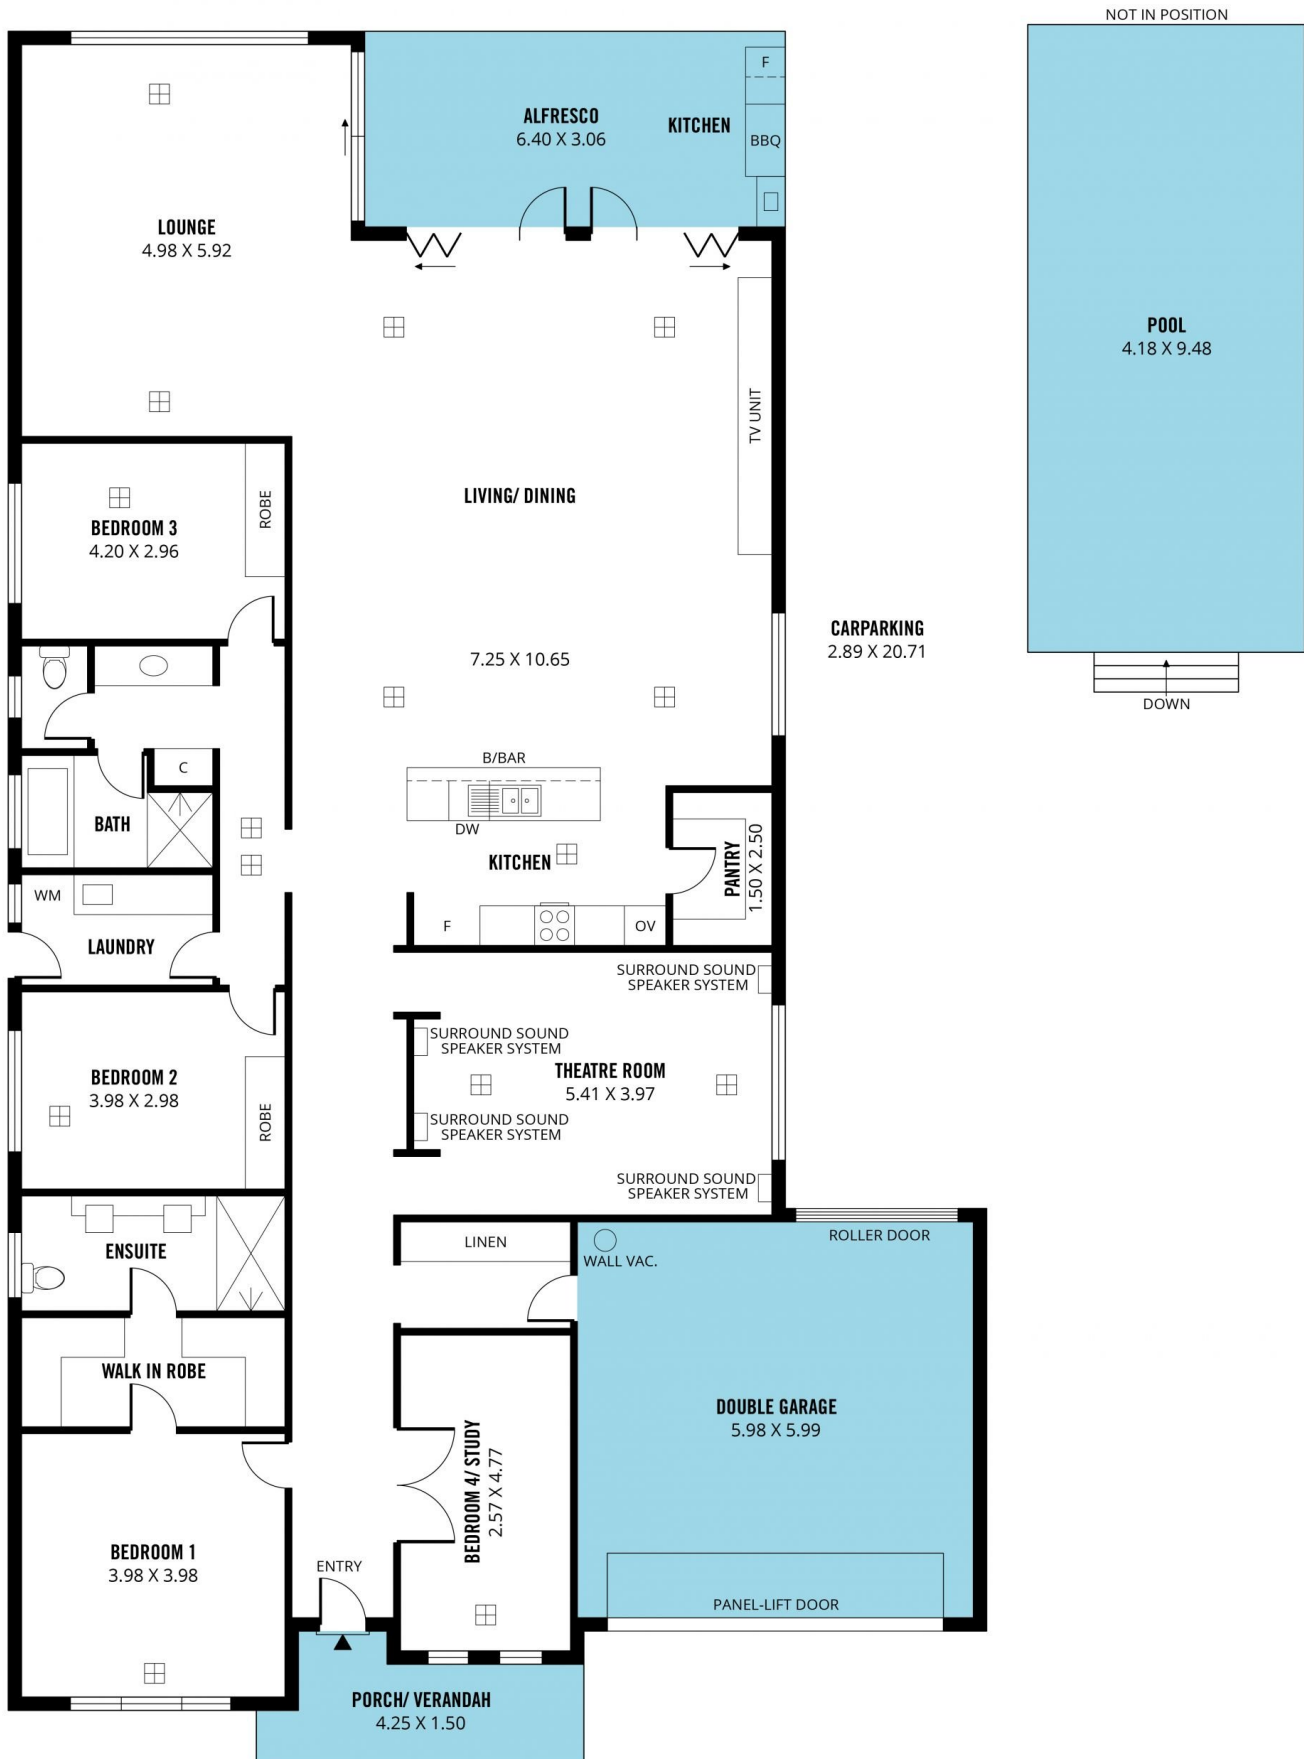 NOT IN POSITION
ALFRESCO
6.40 X 3.06
KITCHEN
F
BBQ
LOUNGE
4.98 X 5.92
POOL
4.18 X 9.48
DOWN
TV UNIT
LIVING/ DINING
7.25 X 10.65
BEDROOM 3
4.20 X 2.96
ROBE
CARPARKING
2.89 X 20.71
C
BATH
B/BAR
DW
KITCHEN
PANTRY
1.50 X 2.50
F
OV
WM
LAUNDRY
SURROUND SOUND
SPEAKER SYSTEM
SURROUND SOUND
SPEAKER SYSTEM
THEATRE ROOM
5.41 X 3.97
SURROUND SOUND
SPEAKER SYSTEM
SURROUND SOUND
SPEAKER SYSTEM
BEDROOM 2
3.98 X 2.98
ROBE
ENSUITE
LINEN
WALL VAC.
ROLLER DOOR
WALK IN ROBE
DOUBLE GARAGE
5.98 X 5.99
BEDROOM 4/ STUDY
2.57 X 4.77
BEDROOM 1
3.98 X 3.98
ENTRY
PANEL-LIFT DOOR
PORCH/ VERANDAH
4.25 X 1.50